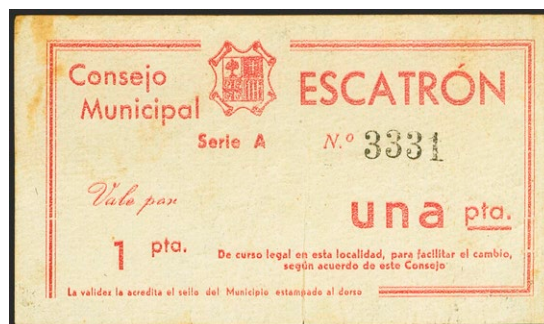 Consejo
Municipal
ESCATRÓN
Serie A
N.º 3331
Vale por
una pta.
1 pta.
De curso legal en esta localidad, para facilitar el cambio,
según acuerdo de este Consejo
La validez la acredita el sello del Municipio estampado al dorso